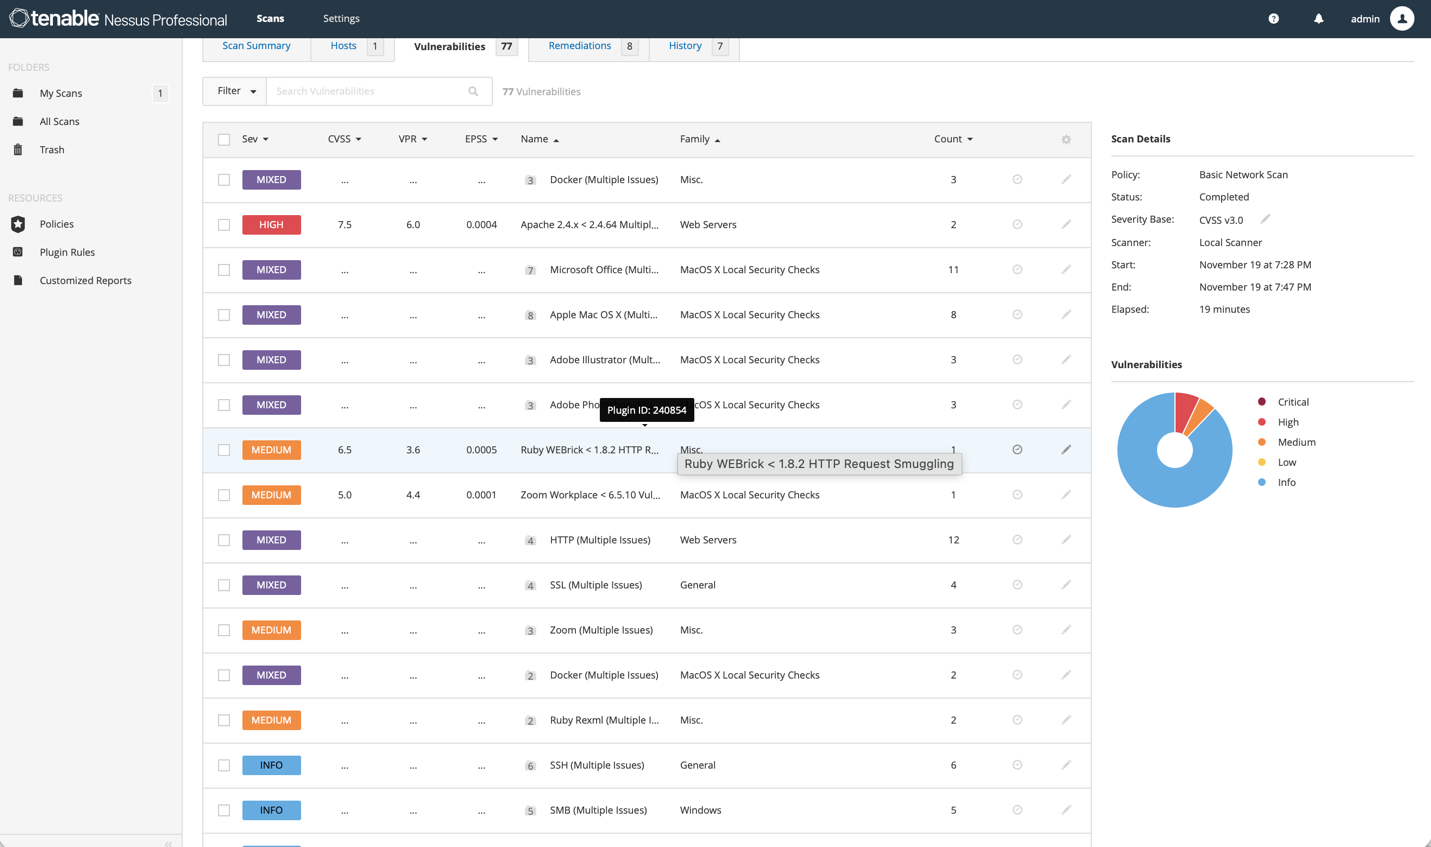 tenable Nessus Professional Scans Settings admin
Scan Summary Hosts 1 Vulnerabilities 77 Remediations 8 History 7
FOLDERS
My Scans 1
All Scans
Trash
RESOURCES
Policies
Plugin Rules
Customized Reports
Filter Search Vulnerabilities 77 Vulnerabilities
Sev CVSS VPR EPSS Name Family Count
MIXED ... ... ... 3 Docker (Multiple Issues) Misc. 3
HIGH 7.5 6.0 0.0004 Apache 2.4.x < 2.4.64 Multipl... Web Servers 2
MIXED ... ... ... 7 Microsoft Office (Multi... MacOS X Local Security Checks 11
MIXED ... ... ... 8 Apple Mac OS X (Multi... MacOS X Local Security Checks 8
MIXED ... ... ... 3 Adobe Illustrator (Mult... MacOS X Local Security Checks 3
MIXED ... ... ... 3 Adobe Pho OS X Local Security Checks 3
Plugin ID: 240854
MEDIUM 6.5 3.6 0.0005 Ruby WEBrick < 1.8.2 HTTP R... Misc. 1
Ruby WEBrick < 1.8.2 HTTP Request Smuggling
MEDIUM 5.0 4.4 0.0001 Zoom Workplace < 6.5.10 Vul... MacOS X Local Security Checks 1
MIXED ... ... ... 4 HTTP (Multiple Issues) Web Servers 12
MIXED ... ... ... 4 SSL (Multiple Issues) General 4
MEDIUM ... ... ... 3 Zoom (Multiple Issues) Misc. 3
MIXED ... ... ... 2 Docker (Multiple Issues) MacOS X Local Security Checks 2
MEDIUM ... ... ... 2 Ruby Rexml (Multiple I... Misc. 2
INFO ... ... ... 6 SSH (Multiple Issues) General 6
INFO ... ... ... 5 SMB (Multiple Issues) Windows 5
Scan Details
Policy: Basic Network Scan
Status: Completed
Severity Base: CVSS v3.0
Scanner: Local Scanner
Start: November 19 at 7:28 PM
End: November 19 at 7:47 PM
Elapsed: 19 minutes
Vulnerabilities
Critical
High
Medium
Low
Info